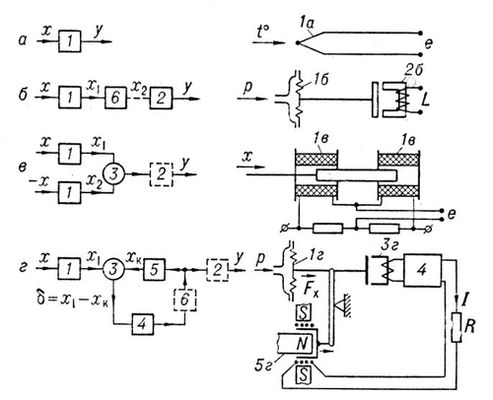 а x 1 y t° 1а e
б x 1 x₁ 6 x₂ 2 y p 1б 2б L
в x 1 x₁ 3 2 y x 1в 1в e
-x 1 x₂
г x 1 x₁ 3 xк 5 2 y p 1г Fx 3г 4 I R
δ = x₁ - xк 4 6 5г N S S